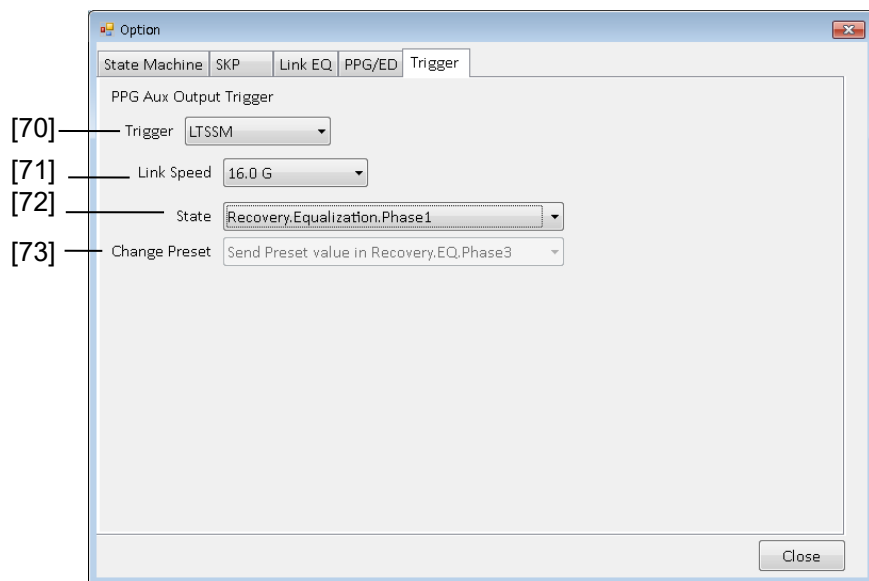 Option
State Machine SKP Link EQ PPG/ED Trigger
PPG Aux Output Trigger
[70] Trigger LTSSM
[71] Link Speed 16.0 G
[72] State Recovery.Equalization.Phase1
[73] Change Preset Send Preset value in Recovery.EQ.Phase3
Close